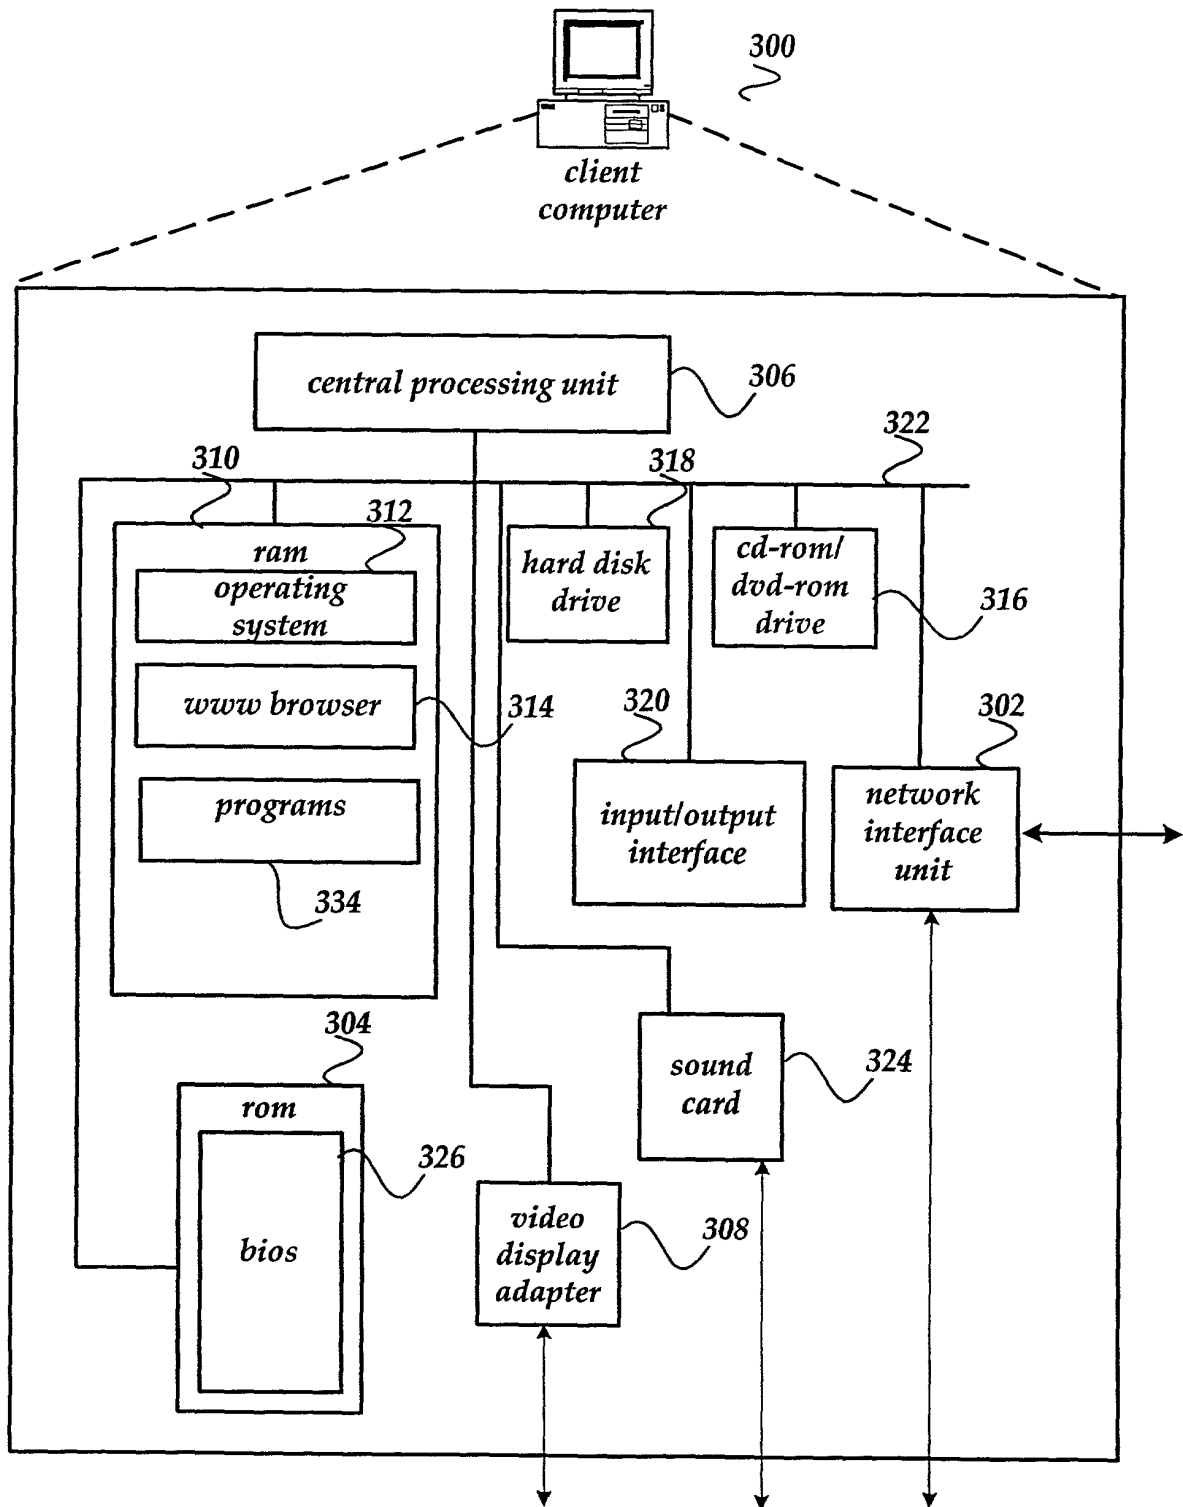 300
client
computer
central processing unit
306
322
310
318
312
ram
operating
system
hard disk
drive
cd-rom/
dvd-rom
drive
316
www browser
314
320
302
programs
334
input/output
interface
network
interface
unit
304
rom
326
bios
sound
card
324
video
display
adapter
308